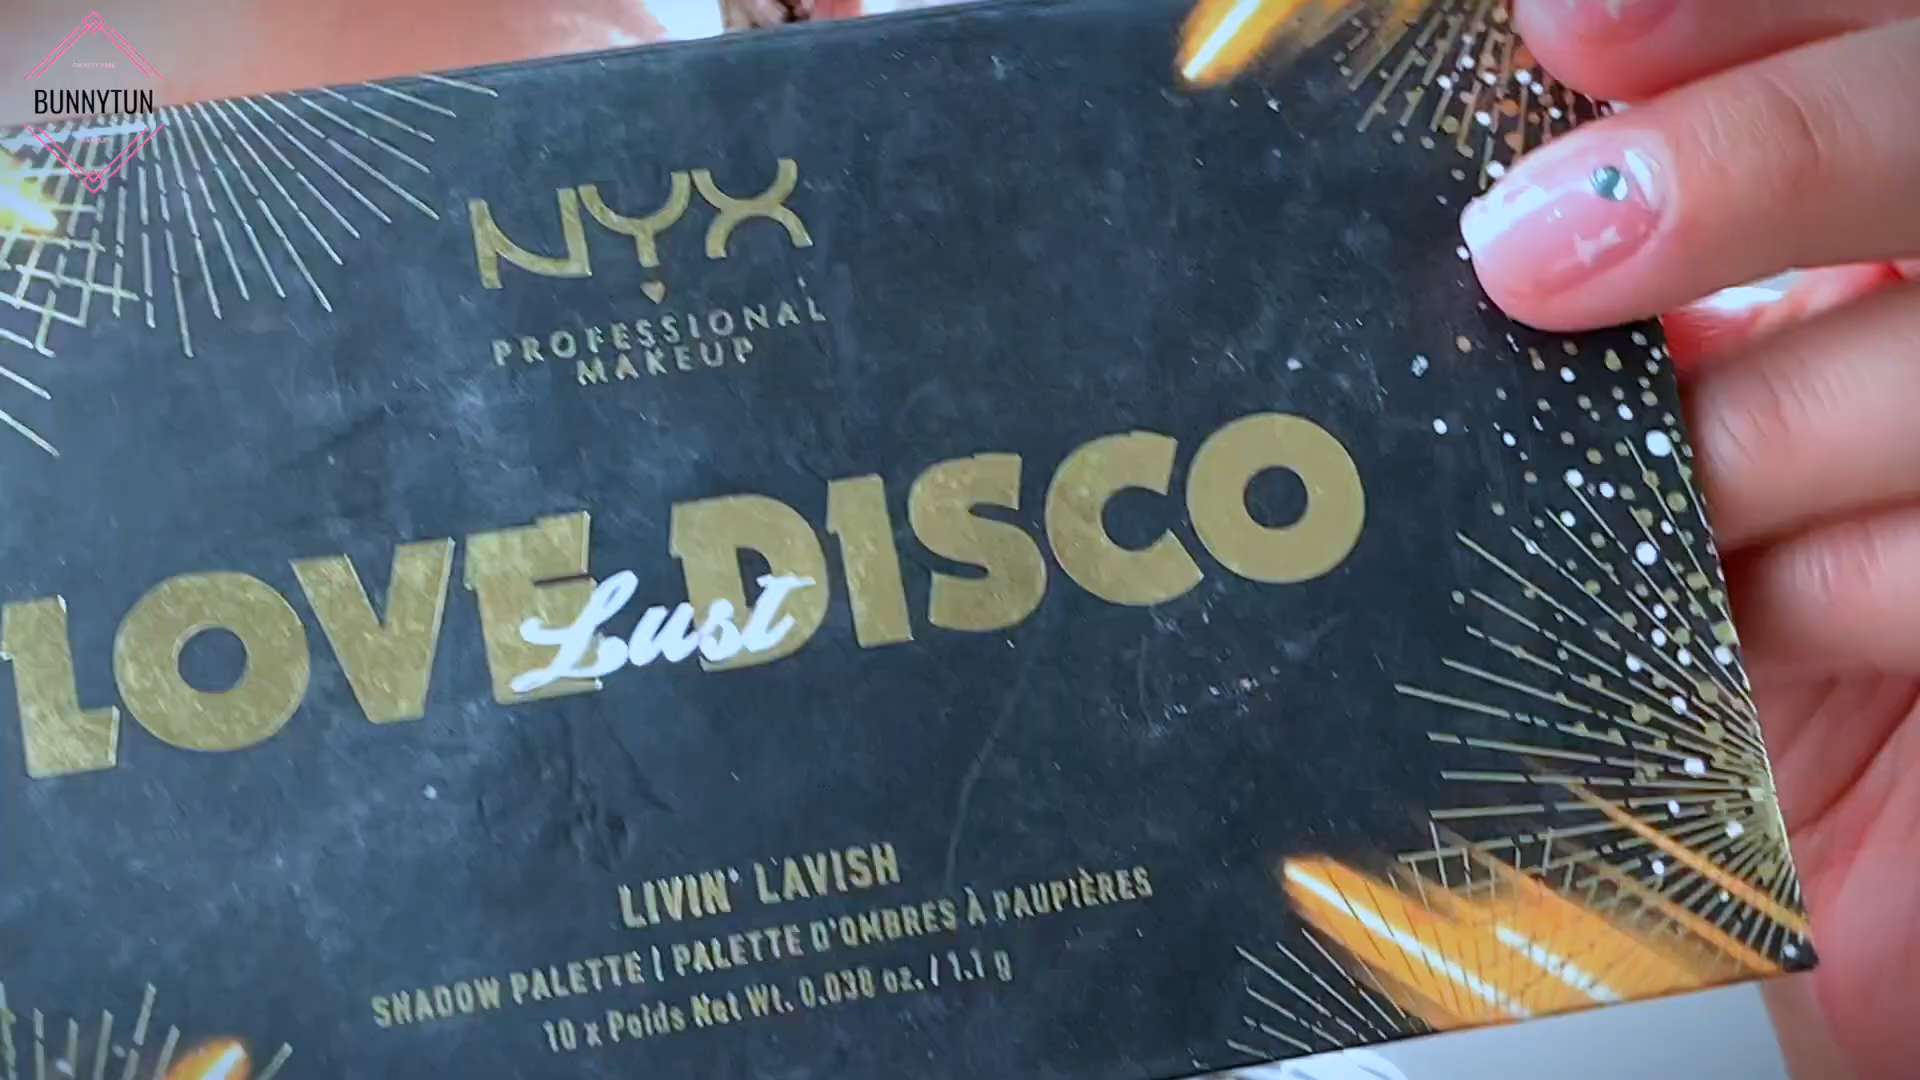 BUNNYTUN
NYX
PROFESSIONAL
MAKEUP
LOVE Lust DISCO
LIVIN' LAVISH
SHADOW PALETTE | PALETTE D'OMBRES À PAUPIÈRES
10 x Poids Net Wt. 0.038 oz. / 1.1 g